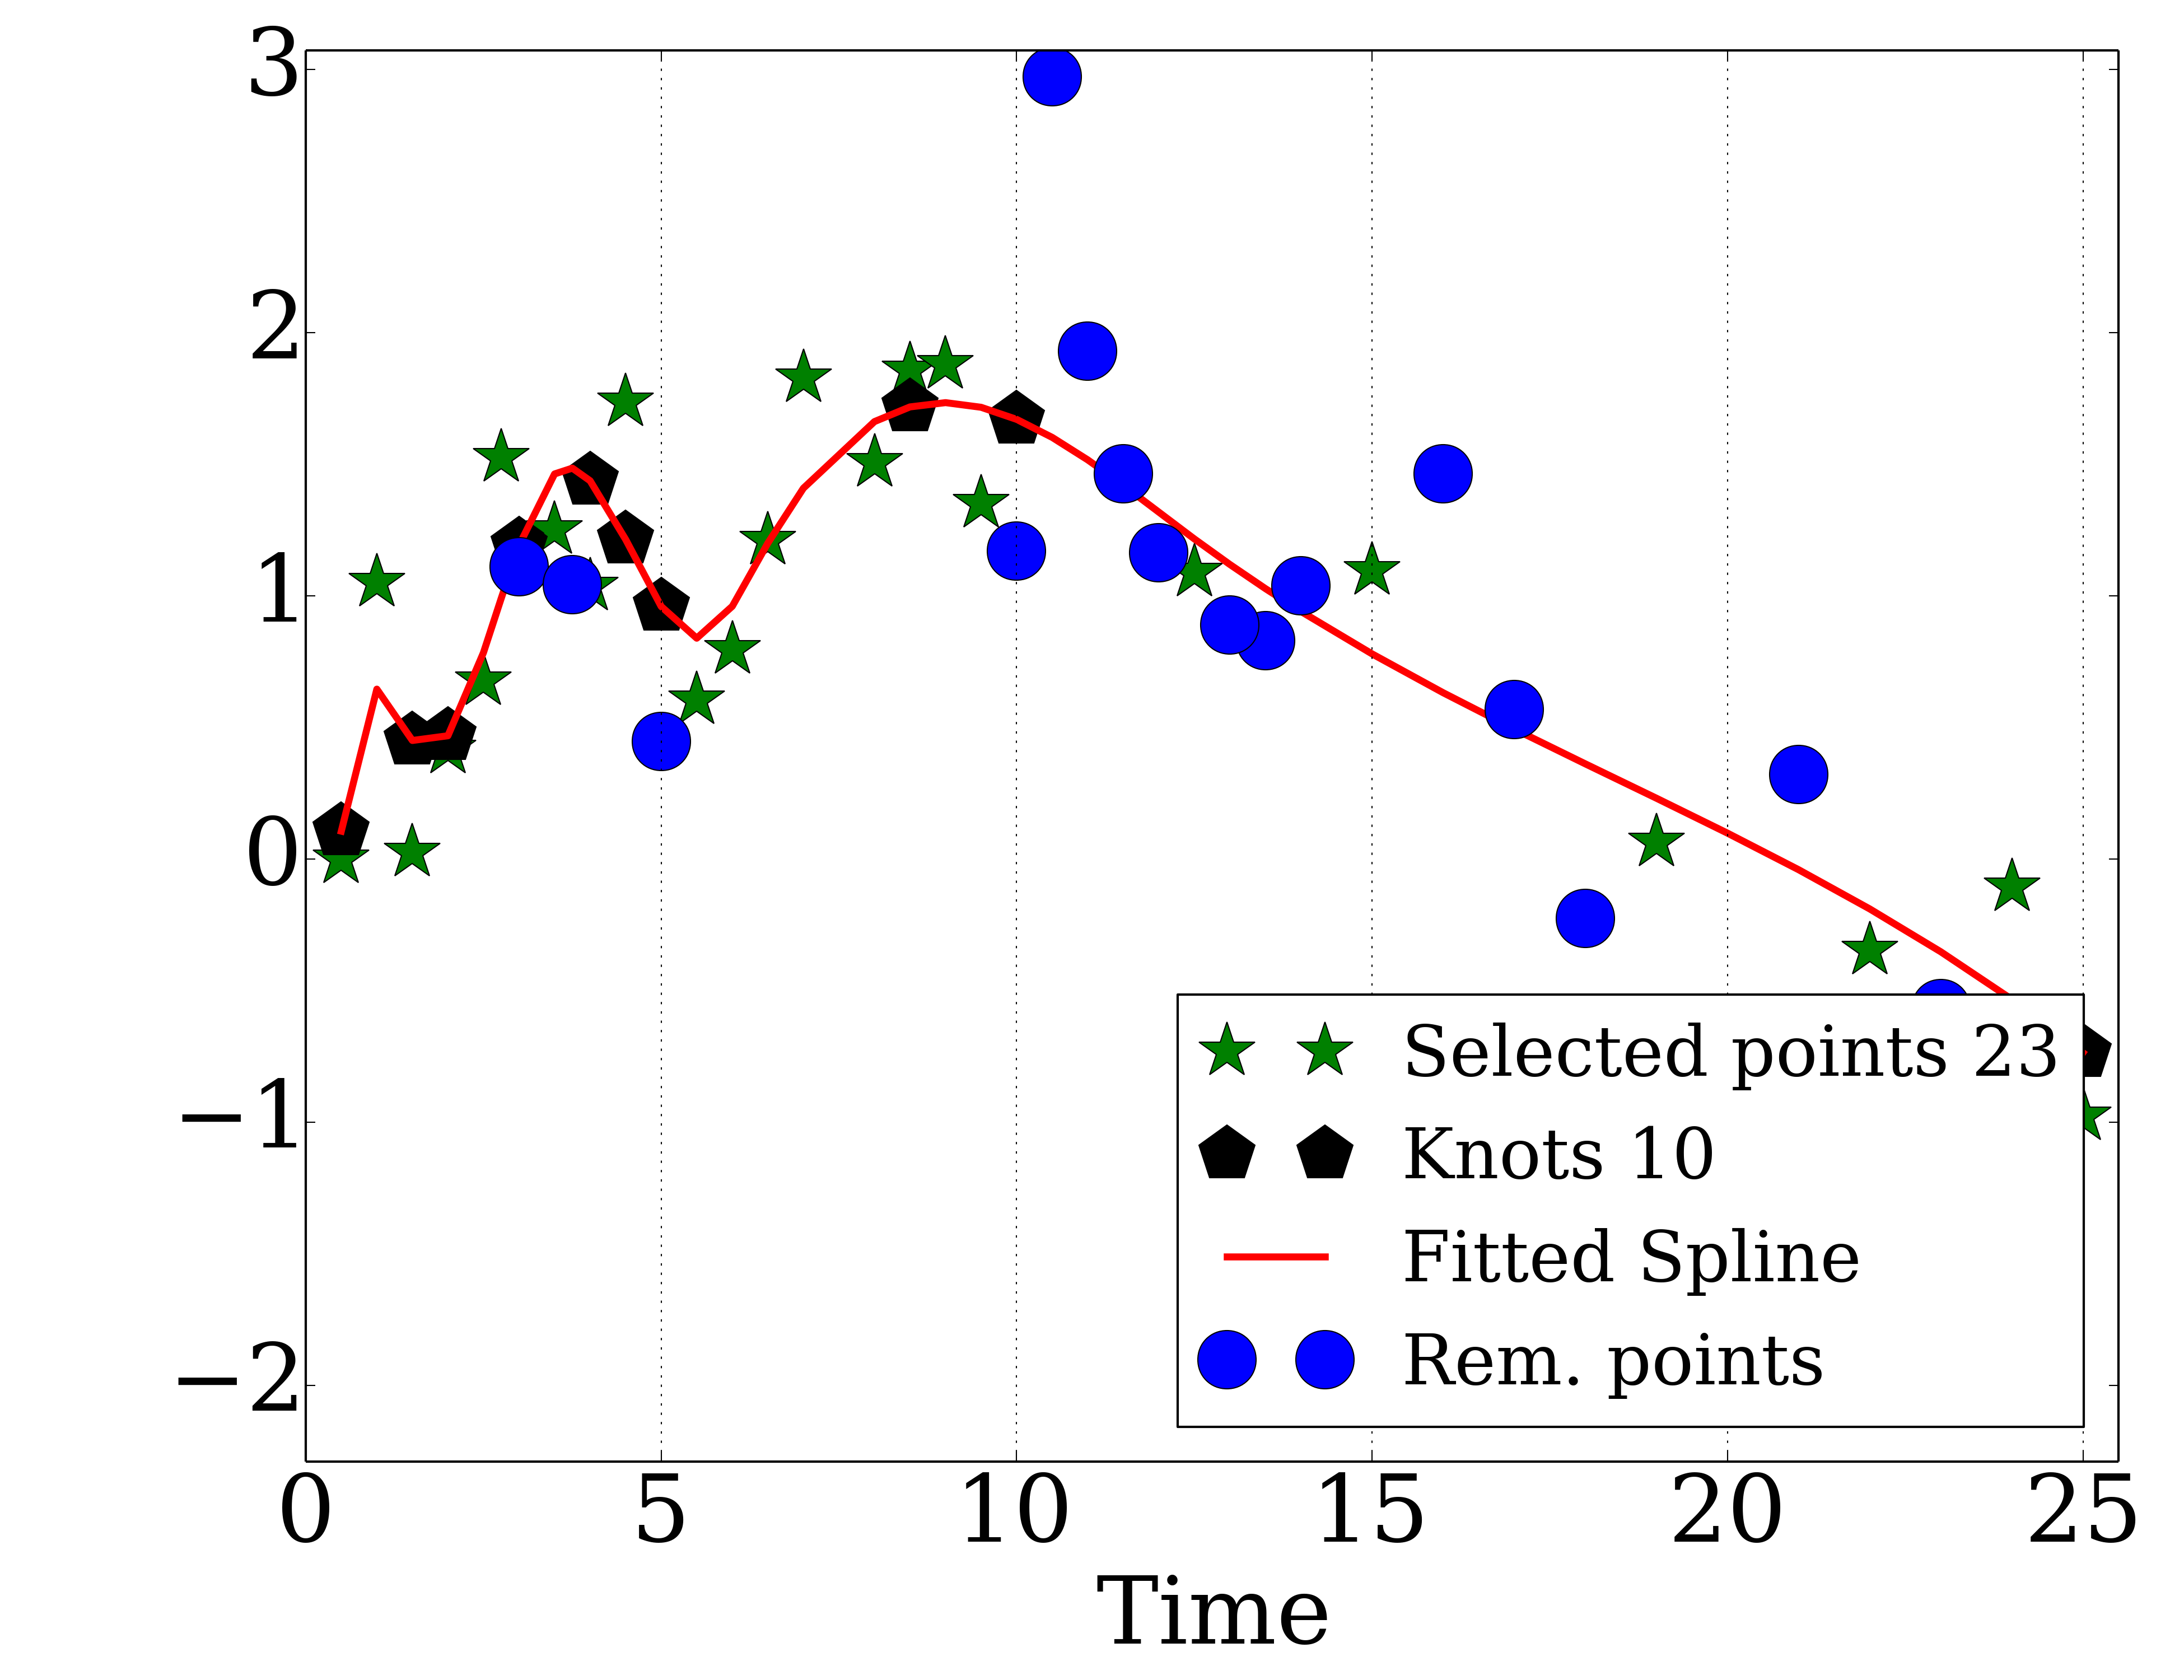 3
2
1
0
−1
−2
Selected points 23
Knots 10
Fitted Spline
Rem. points
0 5 10 15 20 25
Time